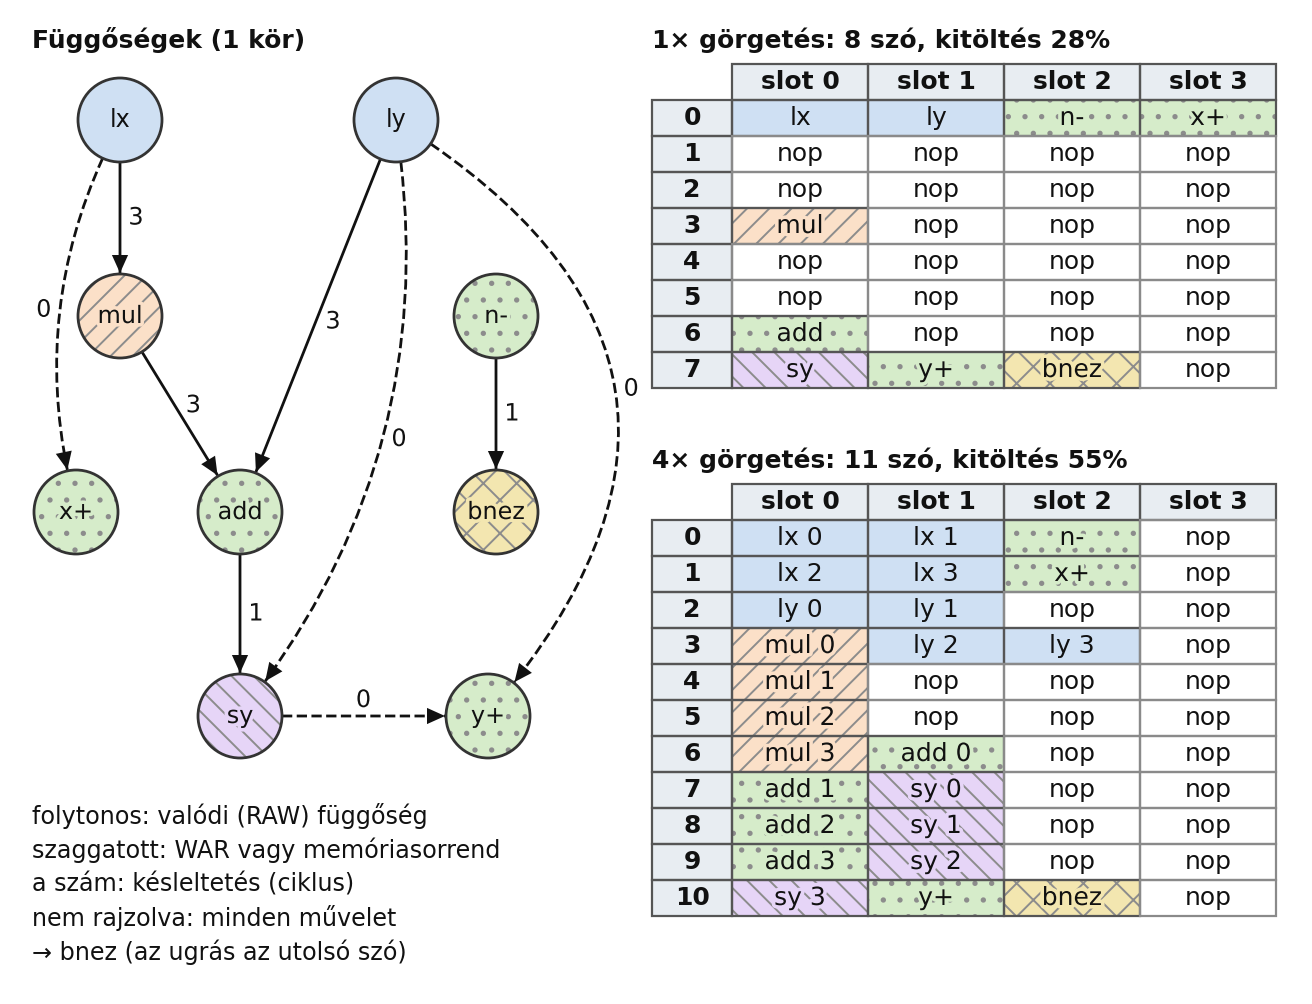 Függőségek (1 kör)
lx
ly
3
0
mul
3
n-
0
3
1
0
x+
add
bnez
1
0
sy
y+
folytonos: valódi (RAW) függőség
szaggatott: WAR vagy memóriasorrend
a szám: késleltetés (ciklus)
nem rajzolva: minden művelet
→ bnez (az ugrás az utolsó szó)
1× görgetés: 8 szó, kitöltés 28%
slot 0 slot 1 slot 2 slot 3
0 lx ly n- x+
1 nop nop nop nop
2 nop nop nop nop
3 mul nop nop nop
4 nop nop nop nop
5 nop nop nop nop
6 add nop nop nop
7 sy y+ bnez nop
4× görgetés: 11 szó, kitöltés 55%
slot 0 slot 1 slot 2 slot 3
0 lx 0 lx 1 n- nop
1 lx 2 lx 3 x+ nop
2 ly 0 ly 1 nop nop
3 mul 0 ly 2 ly 3 nop
4 mul 1 nop nop nop
5 mul 2 nop nop nop
6 mul 3 add 0 nop nop
7 add 1 sy 0 nop nop
8 add 2 sy 1 nop nop
9 add 3 sy 2 nop nop
10 sy 3 y+ bnez nop